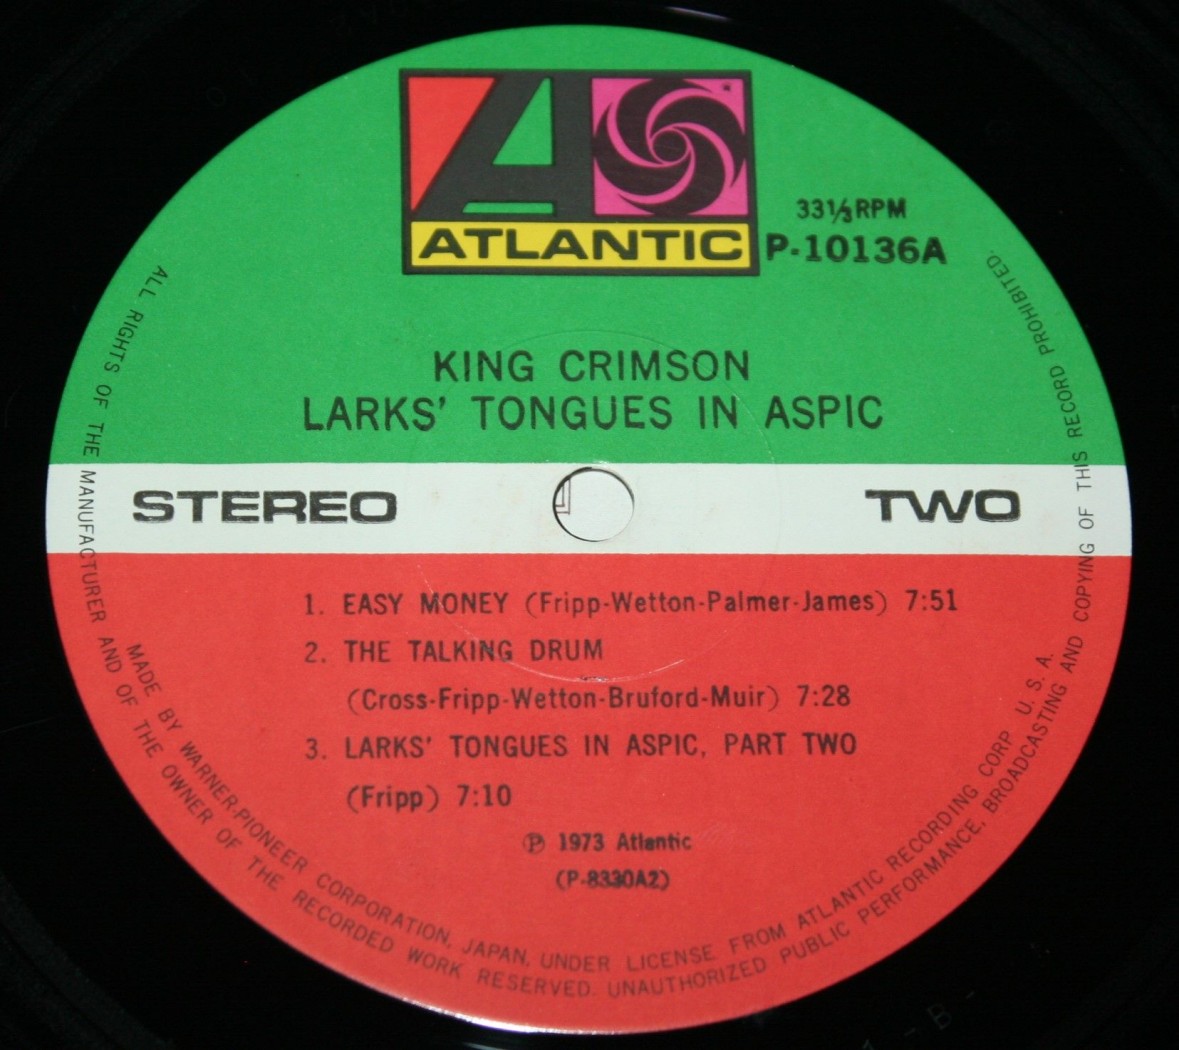 ATLANTIC
33⅓ RPM
P-10136A
KING CRIMSON
LARKS' TONGUES IN ASPIC
STEREO
TWO
1. EASY MONEY (Fripp-Wetton-Palmer-James) 7:51
2. THE TALKING DRUM
(Cross-Fripp-Wetton-Bruford-Muir) 7:28
3. LARKS' TONGUES IN ASPIC, PART TWO
(Fripp) 7:10
Ⓟ 1973 Atlantic
(P-8330A2)
MADE BY WARNER-PIONEER CORPORATION, JAPAN, UNDER LICENSE FROM ATLANTIC RECORDING CORP. U. S. A.
ALL RIGHTS OF THE MANUFACTURER AND OF THE OWNER OF THE RECORDED WORK RESERVED. UNAUTHORIZED PUBLIC PERFORMANCE, BROADCASTING AND COPYING OF THIS RECORD PROHIBITED.